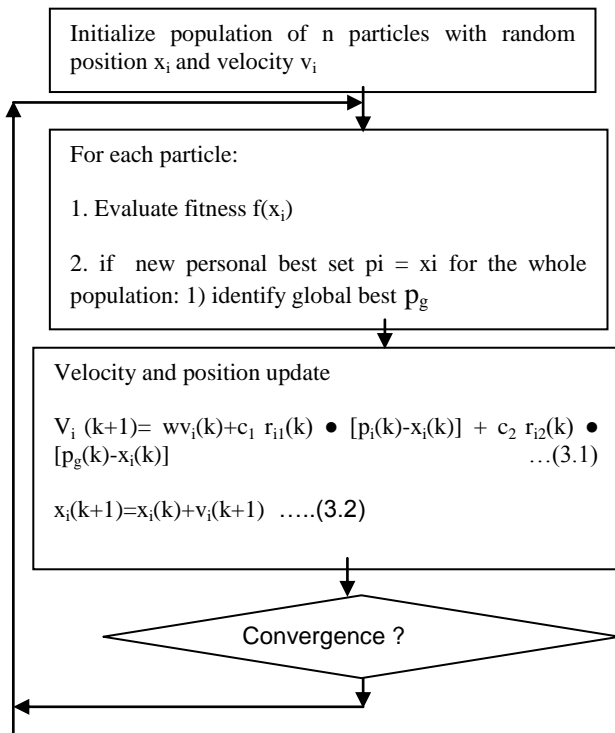 Initialize population of n particles with random
position xᵢ and velocity vᵢ
For each particle:
1. Evaluate fitness f(xᵢ)
2. if new personal best set pi = xi for the whole
population: 1) identify global best p_g
Velocity and position update
Vᵢ (k+1)= wvᵢ(k)+c₁ rᵢ₁(k) ● [pᵢ(k)-xᵢ(k)] + c₂ rᵢ₂(k) ●
[p_g(k)-xᵢ(k)] …(3.1)
xᵢ(k+1)=xᵢ(k)+vᵢ(k+1) …..(3.2)
Convergence ?